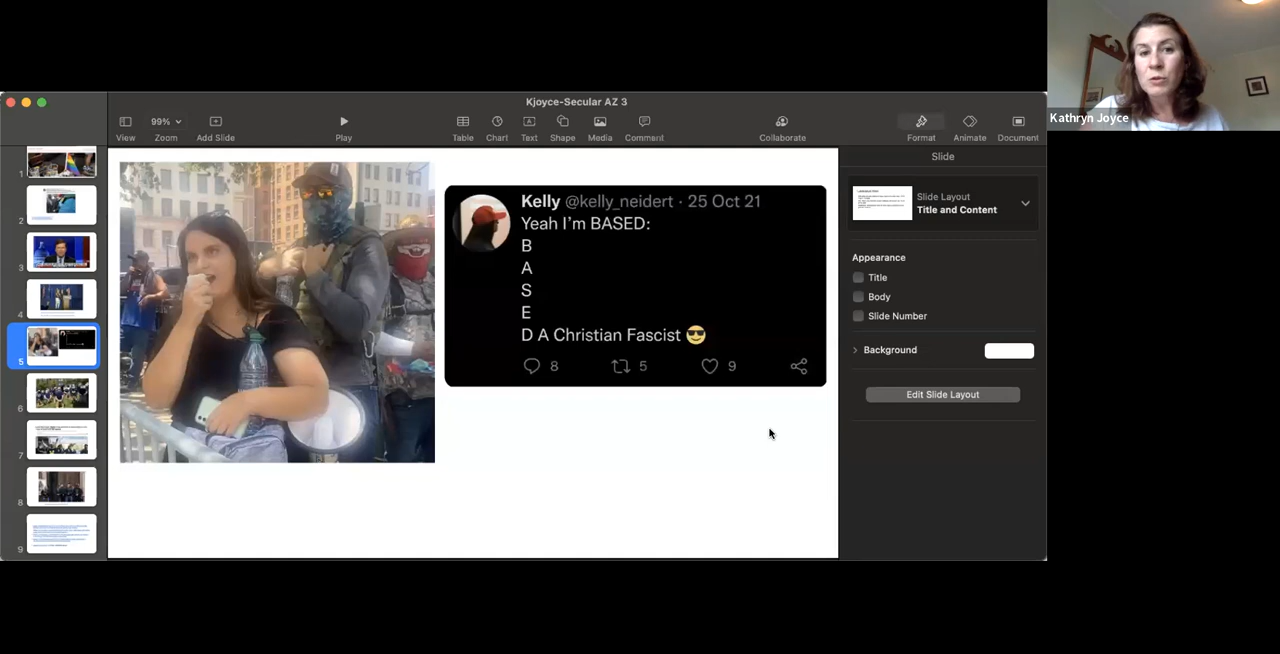 Kathryn Joyce
Kjoyce-Secular AZ 3
99%
View
Zoom
Add Slide
Play
Table
Chart
Text
Shape
Media
Comment
Collaborate
Format
Animate
Document
1
2
3
4
5
6
7
8
9
Kelly @kelly_neidert · 25 Oct 21
Yeah I'm BASED:
B
A
S
E
D A Christian Fascist 😎
8
5
9
Slide
Slide Layout
Title and Content
Appearance
Title
Body
Slide Number
Background
Edit Slide Layout